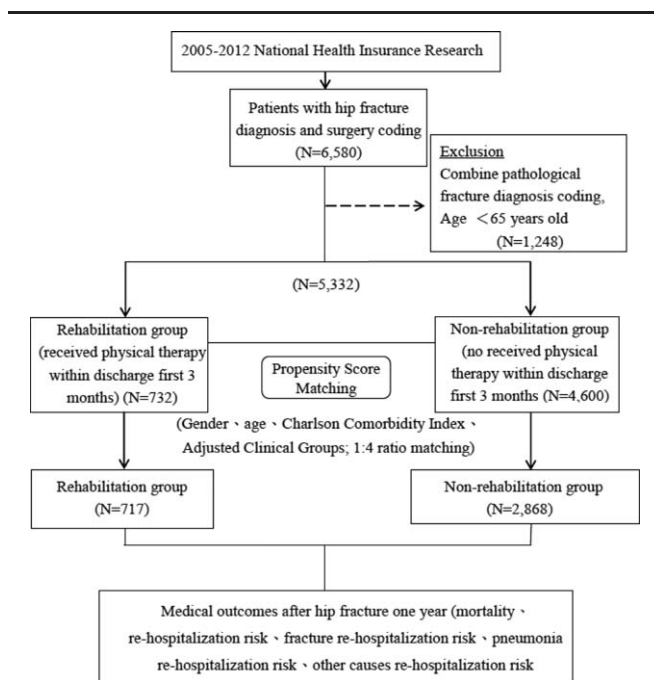 2005-2012 National Health Insurance Research
Patients with hip fracture
diagnosis and surgery coding
(N=6,580)
Exclusion
Combine pathological
fracture diagnosis coding,
Age ＜65 years old
(N=1,248)
(N=5,332)
Rehabilitation group
(received physical therapy
within discharge first 3
months) (N=732)
Non-rehabilitation group
(no received physical
therapy within discharge
first 3 months (N=4,600)
Propensity Score
Matching
(Gender、age、Charlson Comorbidity Index、
Adjusted Clinical Groups; 1:4 ratio matching)
Rehabilitation group
(N=717)
Non-rehabilitation group
(N=2,868)
Medical outcomes after hip fracture one year (mortality、
re-hospitalization risk、fracture re-hospitalization risk、pneumonia
re-hospitalization risk、other causes re-hospitalization risk